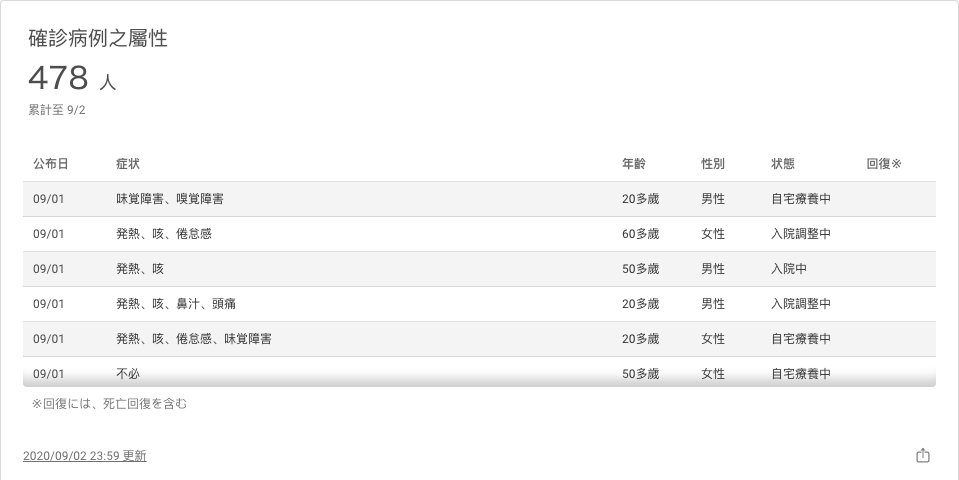 確診病例之屬性
478 人
累計至 9/2
公布日 症状 年齡 性別 状態 回復※
09/01 味覚障害、嗅覚障害 20多歲 男性 自宅療養中
09/01 発熱、咳、倦怠感 60多歲 女性 入院調整中
09/01 発熱、咳 50多歲 男性 入院中
09/01 発熱、咳、鼻汁、頭痛 20多歲 男性 入院調整中
09/01 発熱、咳、倦怠感、味覚障害 20多歲 女性 自宅療養中
09/01 不必 50多歲 女性 自宅療養中
※回復には、死亡回復を含む
2020/09/02 23:59 更新